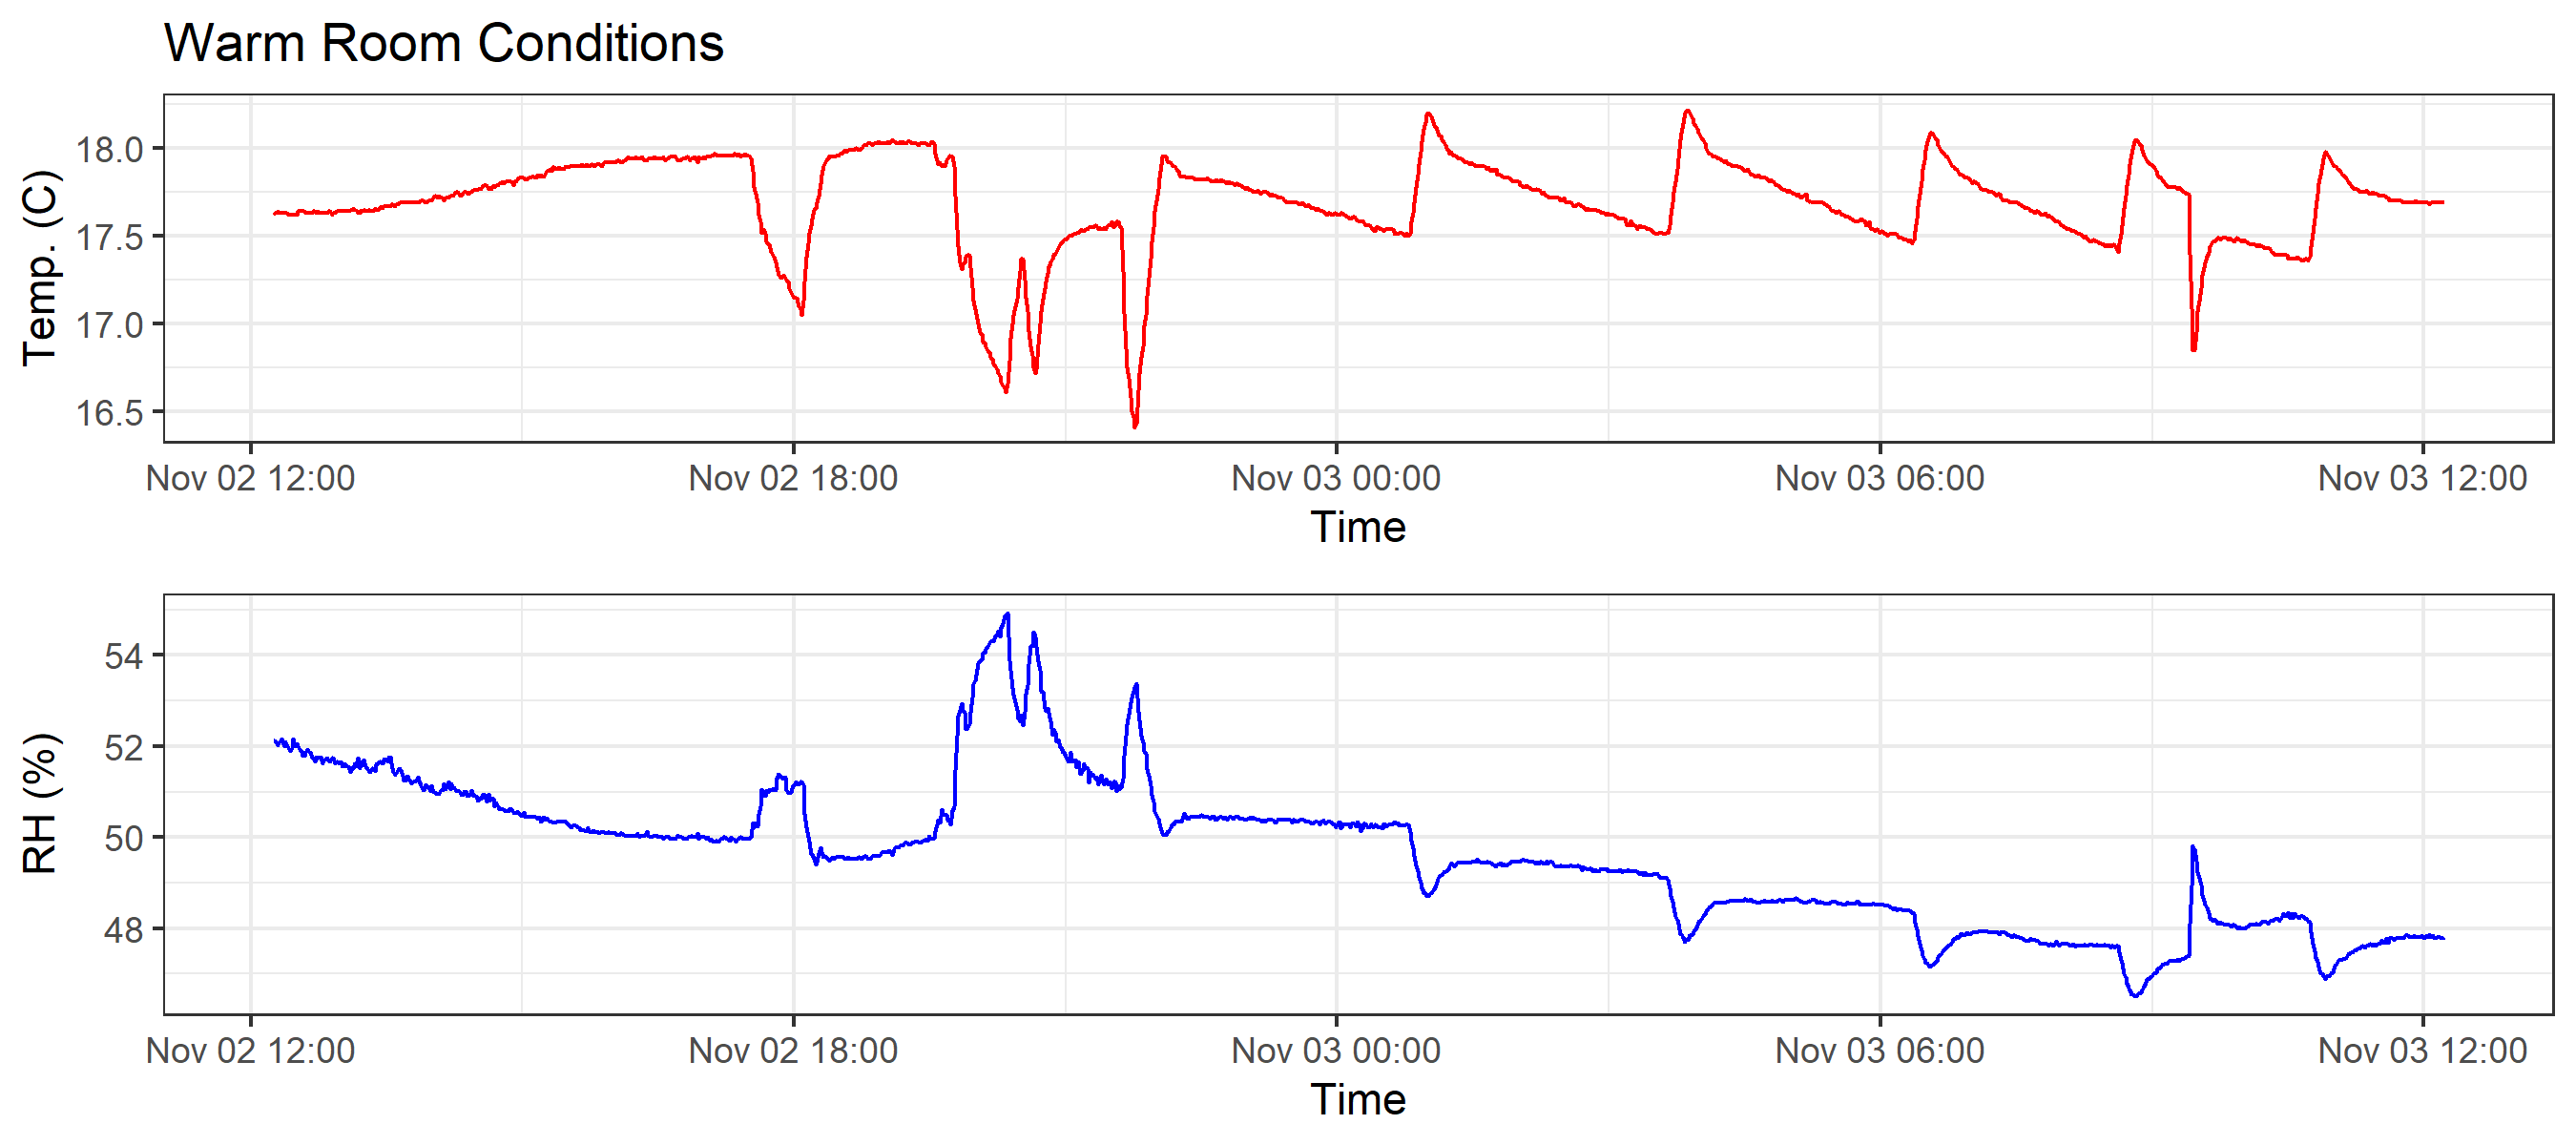 Warm Room Conditions
Temp. (C)
18.0
17.5
17.0
16.5
Nov 02 12:00 Nov 02 18:00 Nov 03 00:00 Nov 03 06:00 Nov 03 12:00
Time
RH (%)
54
52
50
48
Nov 02 12:00 Nov 02 18:00 Nov 03 00:00 Nov 03 06:00 Nov 03 12:00
Time